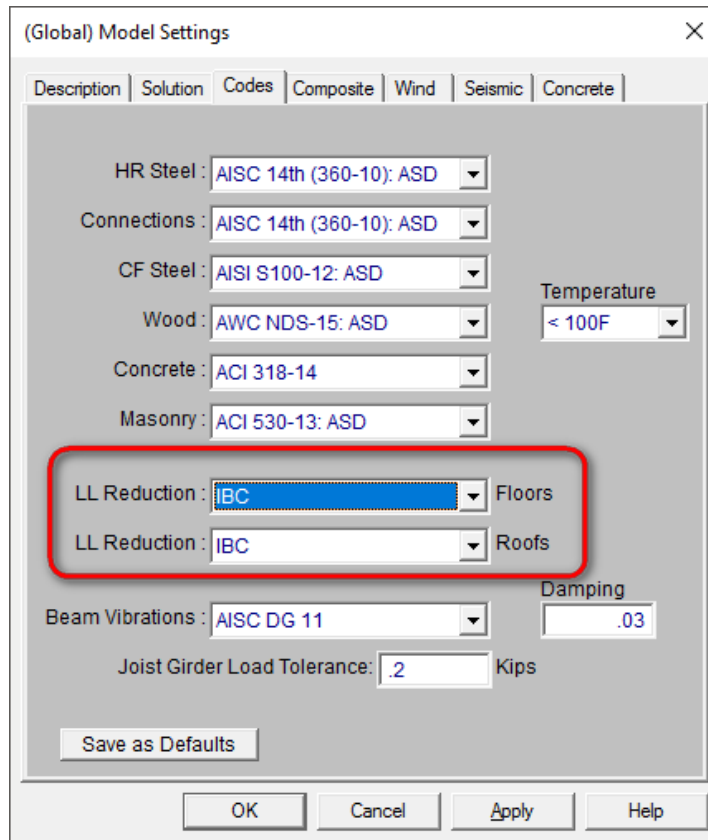 (Global) Model Settings
Description Solution Codes Composite Wind Seismic Concrete
HR Steel : AISC 14th (360-10): ASD
Connections : AISC 14th (360-10): ASD
CF Steel : AISI S100-12: ASD
Temperature
Wood : AWC NDS-15: ASD < 100F
Concrete : ACI 318-14
Masonry : ACI 530-13: ASD
LL Reduction : IBC Floors
LL Reduction : IBC Roofs
Damping
Beam Vibrations : AISC DG 11 .03
Joist Girder Load Tolerance: .2 Kips
Save as Defaults
OK Cancel Apply Help